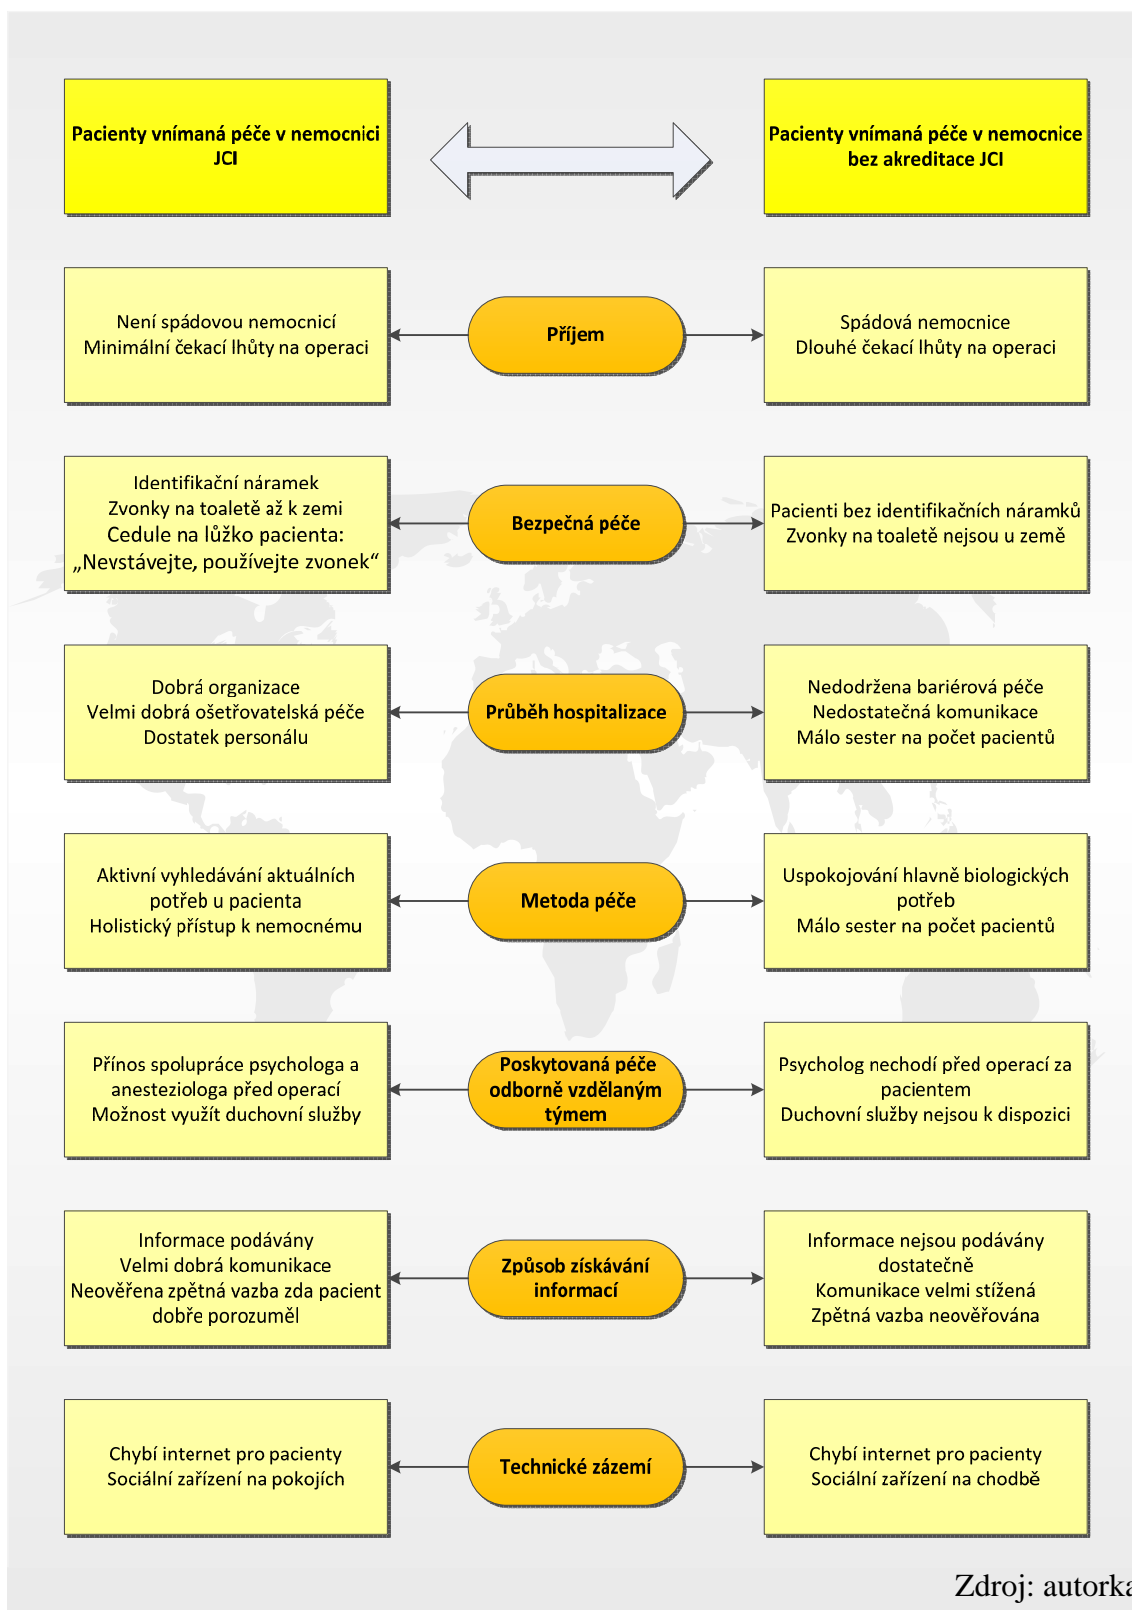 Pacienty vnímaná péče v nemocnici
JCI
Pacienty vnímaná péče v nemocnice
bez akreditace JCI
Není spádovou nemocnicí
Minimální čekací lhůty na operaci
Příjem
Spádová nemocnice
Dlouhé čekací lhůty na operaci
Identifikační náramek
Zvonky na toaletě až k zemi
Cedule na lůžko pacienta:
„Nevstávejte, používejte zvonek“
Bezpečná péče
Pacienti bez identifikačních náramků
Zvonky na toaletě nejsou u země
Dobrá organizace
Velmi dobrá ošetřovatelská péče
Dostatek personálu
Průběh hospitalizace
Nedodržena bariérová péče
Nedostatečná komunikace
Málo sester na počet pacientů
Aktivní vyhledávání aktuálních
potřeb u pacienta
Holistický přístup k nemocnému
Metoda péče
Uspokojování hlavně biologických
potřeb
Málo sester na počet pacientů
Přínos spolupráce psychologa a
anesteziologa před operací
Možnost využít duchovní služby
Poskytovaná péče
odborně vzdělaným
týmem
Psycholog nechodí před operací za
pacientem
Duchovní služby nejsou k dispozici
Informace podávány
Velmi dobrá komunikace
Neověřena zpětná vazba zda pacient
dobře porozuměl
Způsob získávání
informací
Informace nejsou podávány
dostatečně
Komunikace velmi stížená
Zpětná vazba neověřována
Chybí internet pro pacienty
Sociální zařízení na pokojích
Technické zázemí
Chybí internet pro pacienty
Sociální zařízení na chodbě
Zdroj: autorka